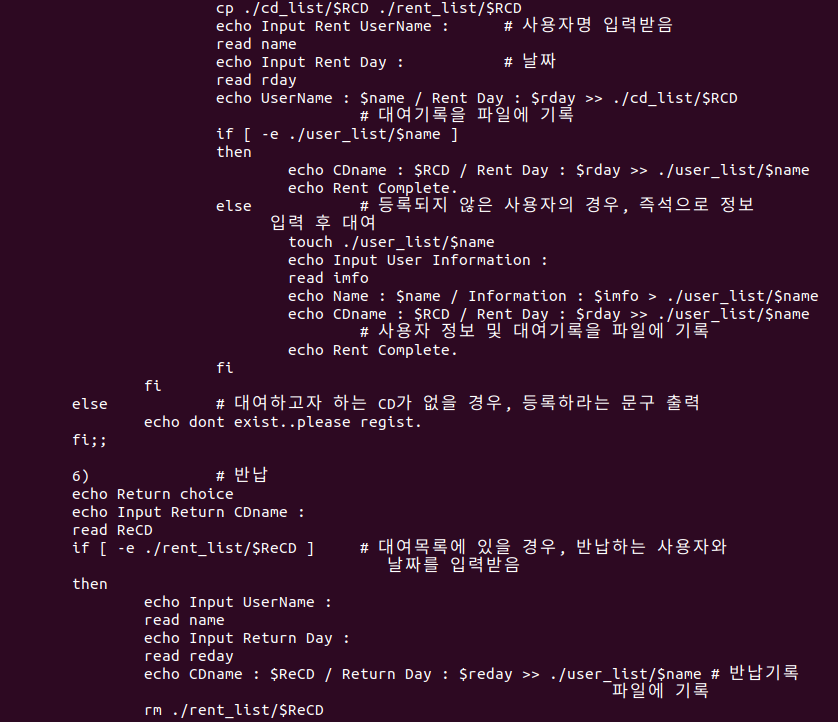 cp ./cd_list/$RCD ./rent_list/$RCD
echo Input Rent UserName :      # 사용자명 입력받음
read name
echo Input Rent Day :           # 날짜
read rday
echo UserName : $name / Rent Day : $rday >> ./cd_list/$RCD
# 대여기록을 파일에 기록
if [ -e ./user_list/$name ]
then
echo CDname : $RCD / Rent Day : $rday >> ./user_list/$name
echo Rent Complete.
else            # 등록되지 않은 사용자의 경우, 즉석으로 정보
입력 후 대여
touch ./user_list/$name
echo Input User Information :
read imfo
echo Name : $name / Information : $imfo > ./user_list/$name
echo CDname : $RCD / Rent Day : $rday >> ./user_list/$name
# 사용자 정보 및 대여기록을 파일에 기록
echo Rent Complete.
fi
fi
else            # 대여하고자 하는 CD가 없을 경우, 등록하라는 문구 출력
echo dont exist..please regist.
fi;;
6)              # 반납
echo Return choice
echo Input Return CDname :
read ReCD
if [ -e ./rent_list/$ReCD ]     # 대여목록에 있을 경우, 반납하는 사용자와
날짜를 입력받음
then
echo Input UserName :
read name
echo Input Return Day :
read reday
echo CDname : $ReCD / Return Day : $reday >> ./user_list/$name # 반납기록
파일에 기록
rm ./rent_list/$ReCD